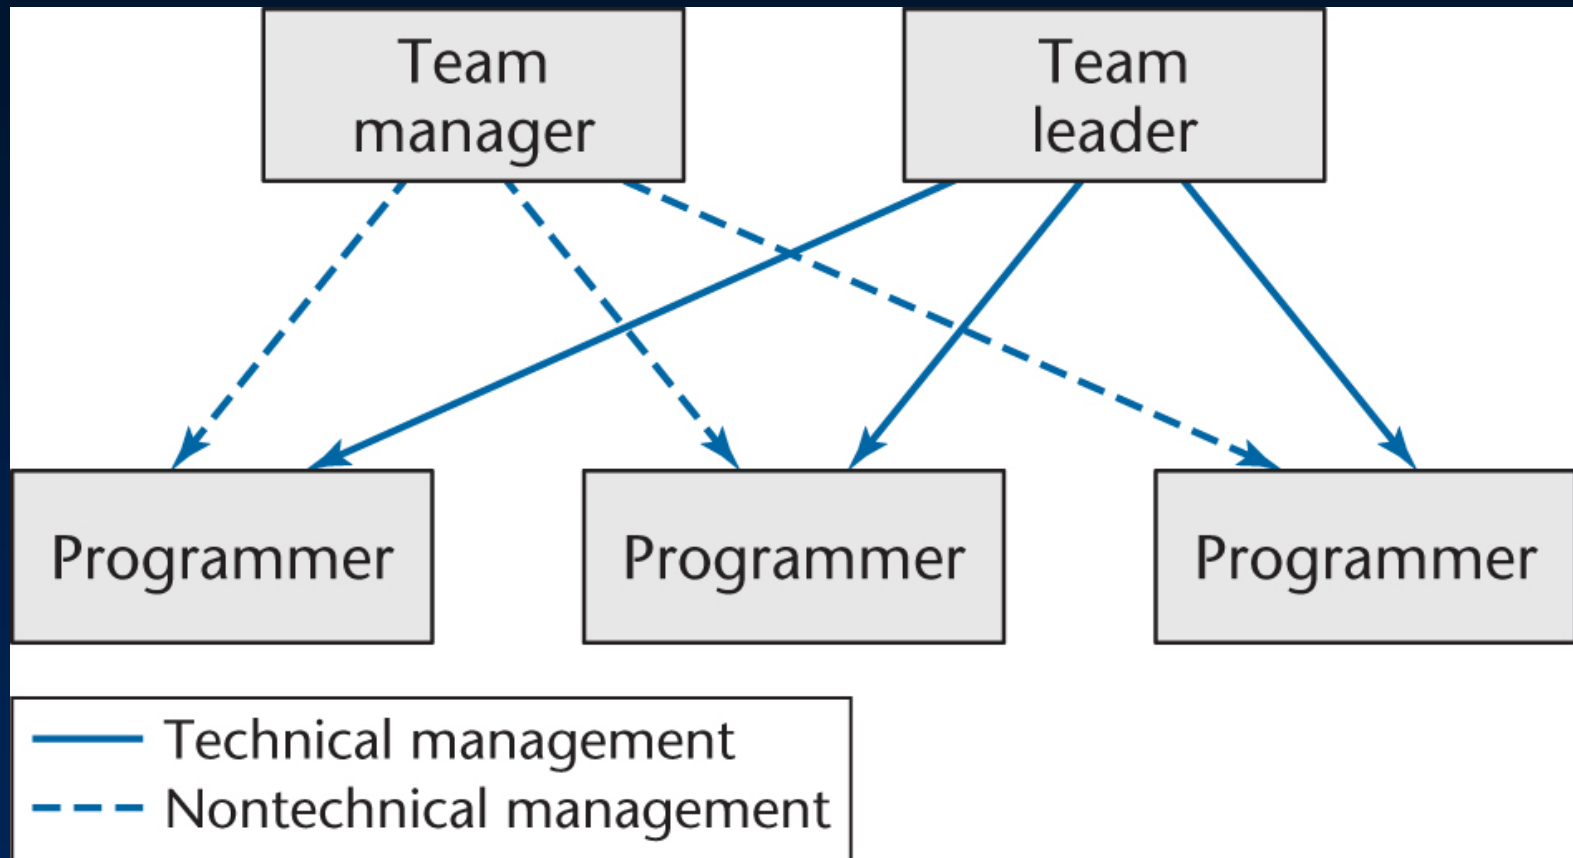 Team
manager
Team
leader
Programmer
Programmer
Programmer
Technical management
Nontechnical management